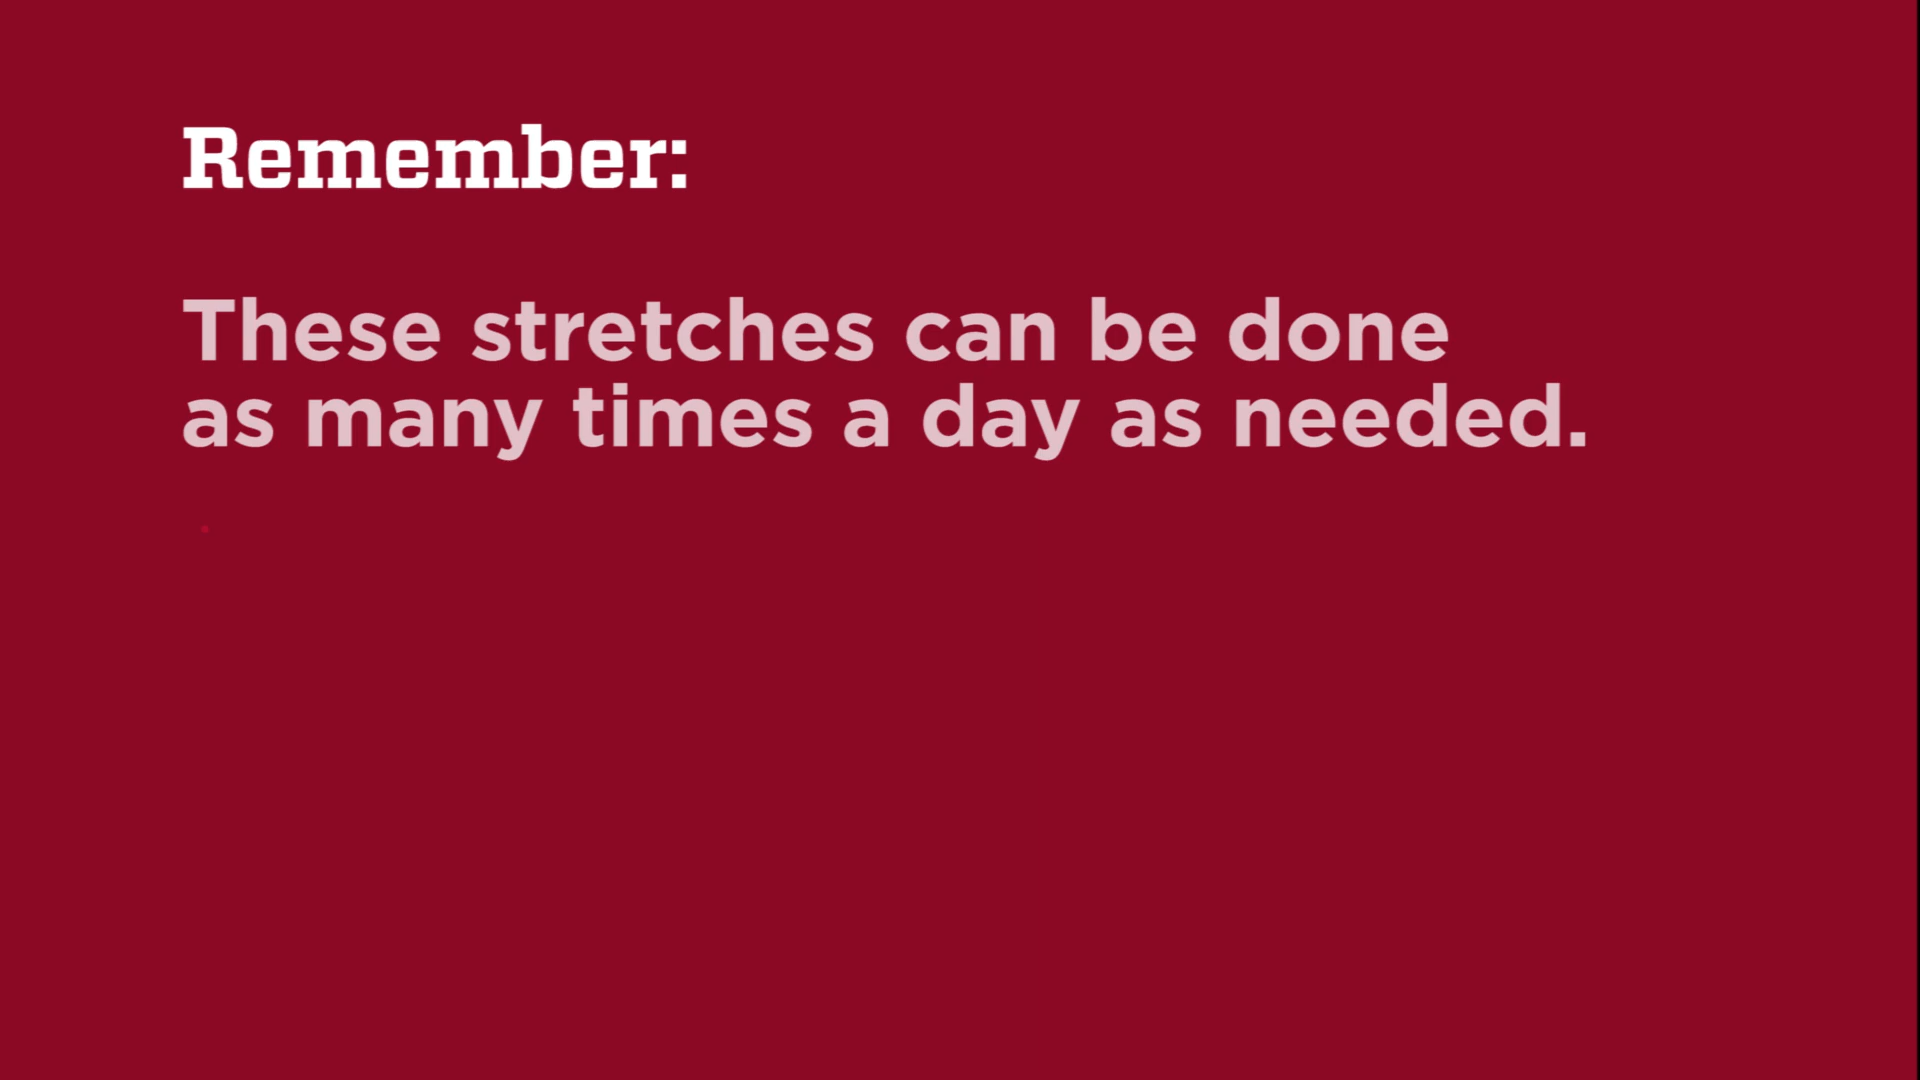 Remember:
These stretches can be done
as many times a day as needed.